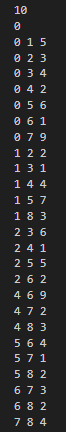 10
0
0 1 5
0 2 3
0 3 4
0 4 2
0 5 6
0 6 1
0 7 9
1 2 2
1 3 1
1 4 4
1 5 7
1 8 3
2 3 6
2 4 1
2 5 5
2 6 2
4 6 9
4 7 2
4 8 3
5 6 4
5 7 1
5 8 2
6 7 3
6 8 2
7 8 4